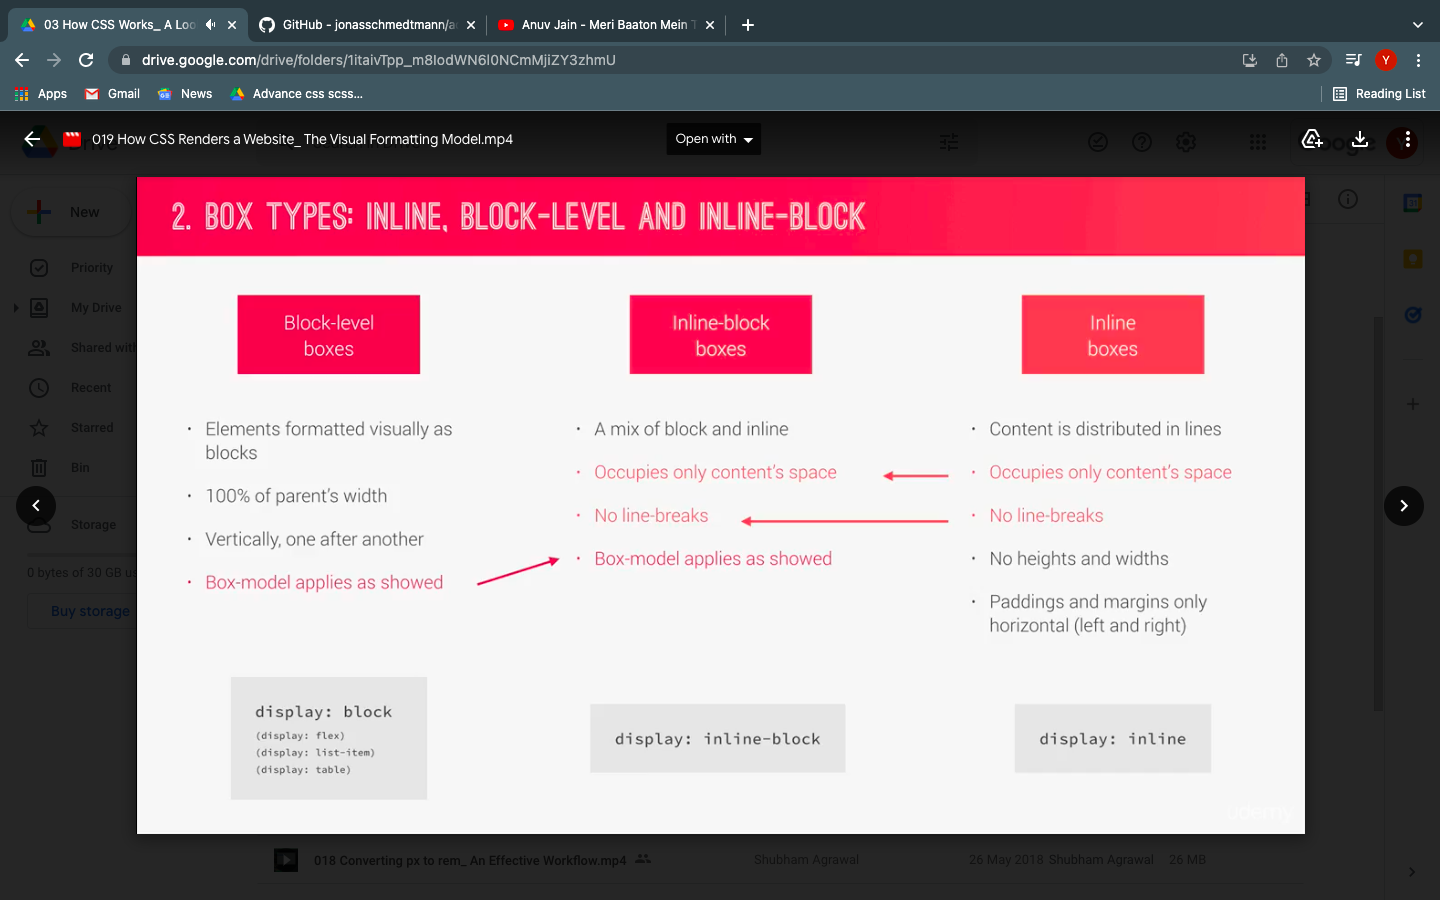 03 How CSS Works_ A Loo
GitHub - jonasschmedtmann/a
Anuv Jain - Meri Baaton Mein T
drive.google.com/drive/folders/1itaivTpp_m8IodWN6I0NCmMjiZY3zhmU
Y
Apps
Gmail
News
Advance css scss...
Reading List
019 How CSS Renders a Website_ The Visual Formatting Model.mp4
Open with
New
Priority
My Drive
Shared with
Recent
Starred
Bin
Storage
0 bytes of 30 GB us
Buy storage
2. BOX TYPES: INLINE, BLOCK-LEVEL AND INLINE-BLOCK
Block-level
boxes
• Elements formatted visually as
blocks
• 100% of parent's width
• Vertically, one after another
• Box-model applies as showed
display: block
(display: flex)
(display: list-item)
(display: table)
Inline-block
boxes
• A mix of block and inline
• Occupies only content's space
• No line-breaks
• Box-model applies as showed
display: inline-block
Inline
boxes
• Content is distributed in lines
• Occupies only content's space
• No line-breaks
• No heights and widths
• Paddings and margins only
horizontal (left and right)
display: inline
udemy
018 Converting px to rem_ An Effective Workflow.mp4
Shubham Agrawal
26 May 2018 Shubham Agrawal
26 MB